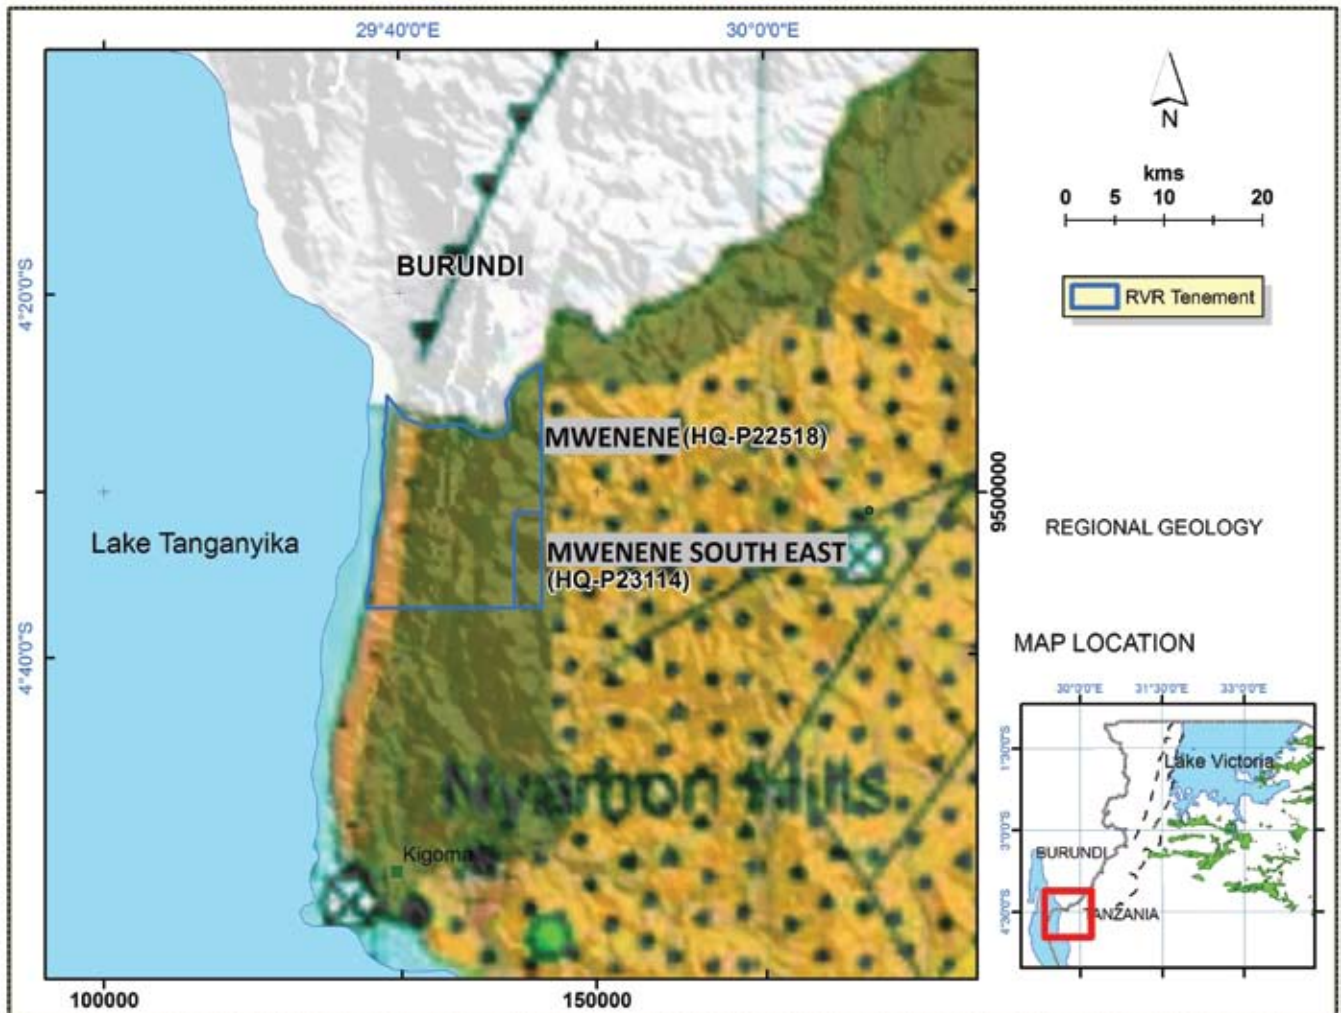 29°40'0"E
30°0'0"E
N
kms
0 5 10 20
RVR Tenement
BURUNDI
4°20'0"S
MWENENE (HQ-P22518)
9500000
Lake Tanganyika
MWENENE SOUTH EAST
(HQ-P23114)
REGIONAL GEOLOGY
4°40'0"S
MAP LOCATION
30°0'0"E
31°30'0"E
33°0'0"E
1°30'0"S
Lake Victoria
3°0'0"S
BURUNDI
4°30'0"S
TANZANIA
Hills
Kigoma
100000
150000